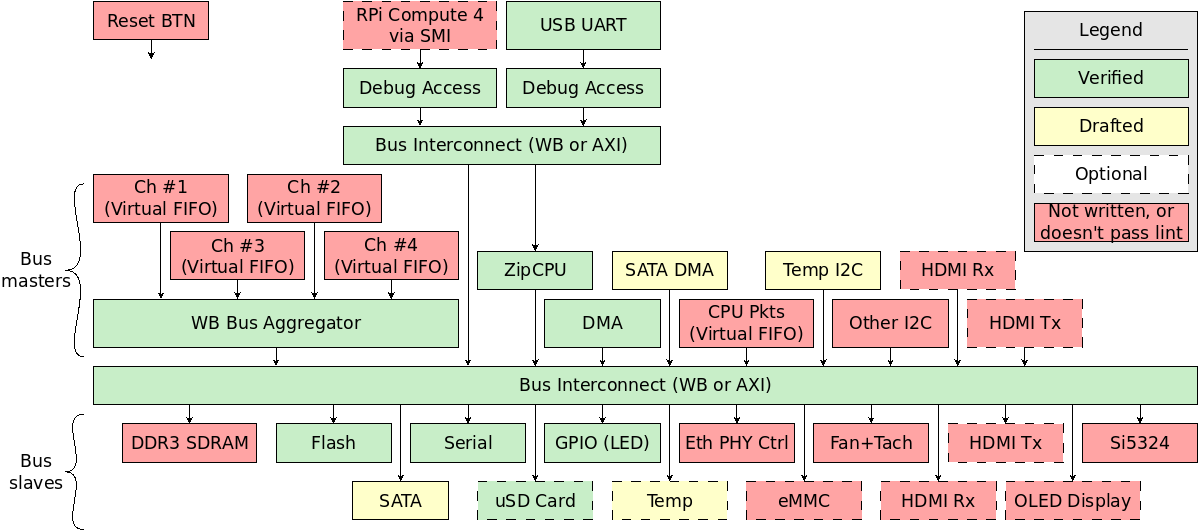 Reset BTN
RPi Compute 4
via SMI
USB UART
Legend
Verified
Drafted
Optional
Not written, or
doesn't pass lint
Debug Access
Debug Access
Bus Interconnect (WB or AXI)
Bus
masters
Ch #1
(Virtual FIFO)
Ch #2
(Virtual FIFO)
Ch #3
(Virtual FIFO)
Ch #4
(Virtual FIFO)
ZipCPU
SATA DMA
Temp I2C
HDMI Rx
WB Bus Aggregator
DMA
CPU Pkts
(Virtual FIFO)
Other I2C
HDMI Tx
Bus Interconnect (WB or AXI)
Bus
slaves
DDR3 SDRAM
Flash
Serial
GPIO (LED)
Eth PHY Ctrl
Fan+Tach
HDMI Tx
Si5324
SATA
uSD Card
Temp
eMMC
HDMI Rx
OLED Display